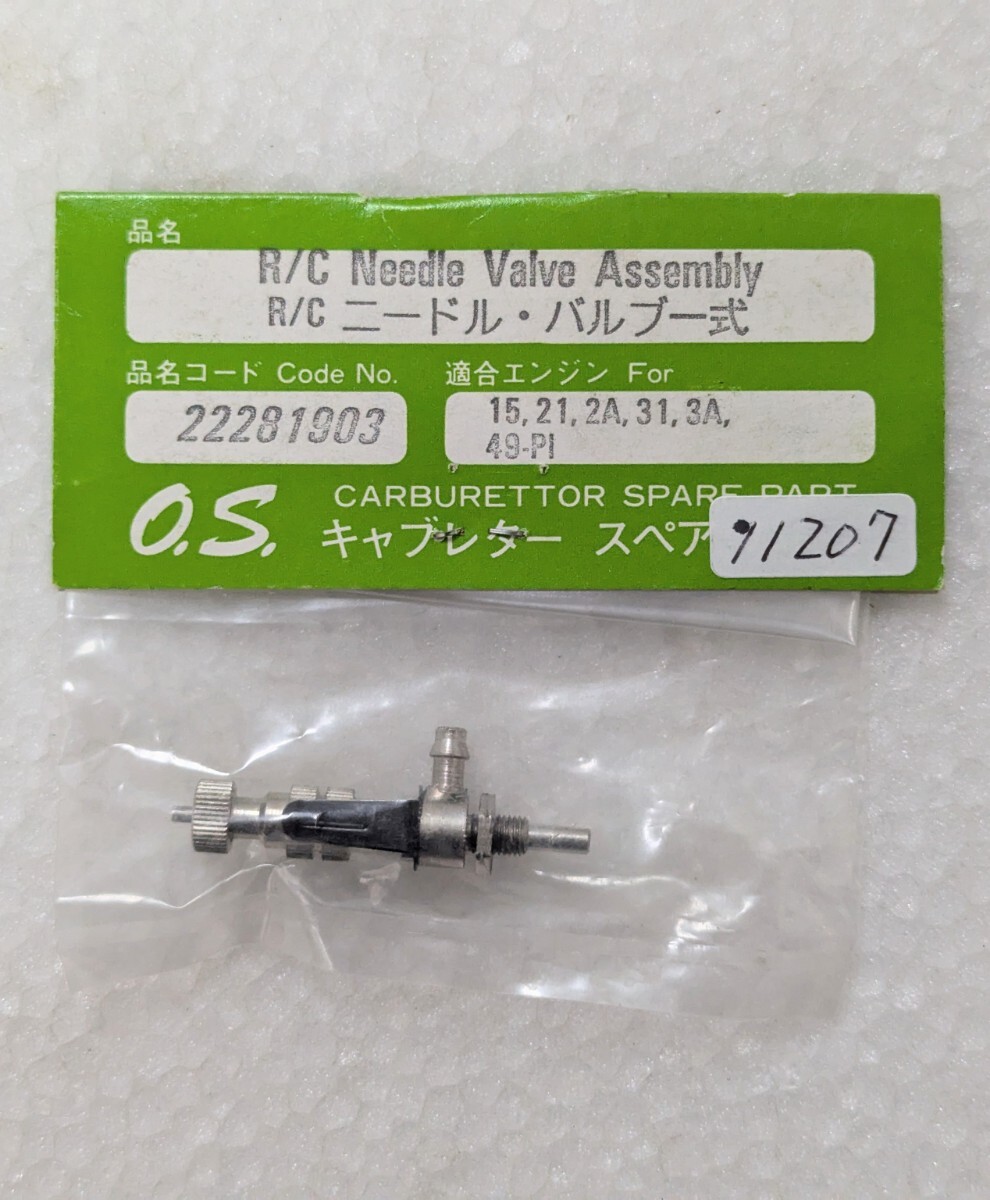 品名
R/C Needle Valve Assembly
R/C ニードル・バルブ一式
品名コード Code No.
22281903
適合エンジン For
15, 21, 2A, 31, 3A,
49-PI
O.S.
CARBURETTOR SPARE PART
キャブレター スペア
91207